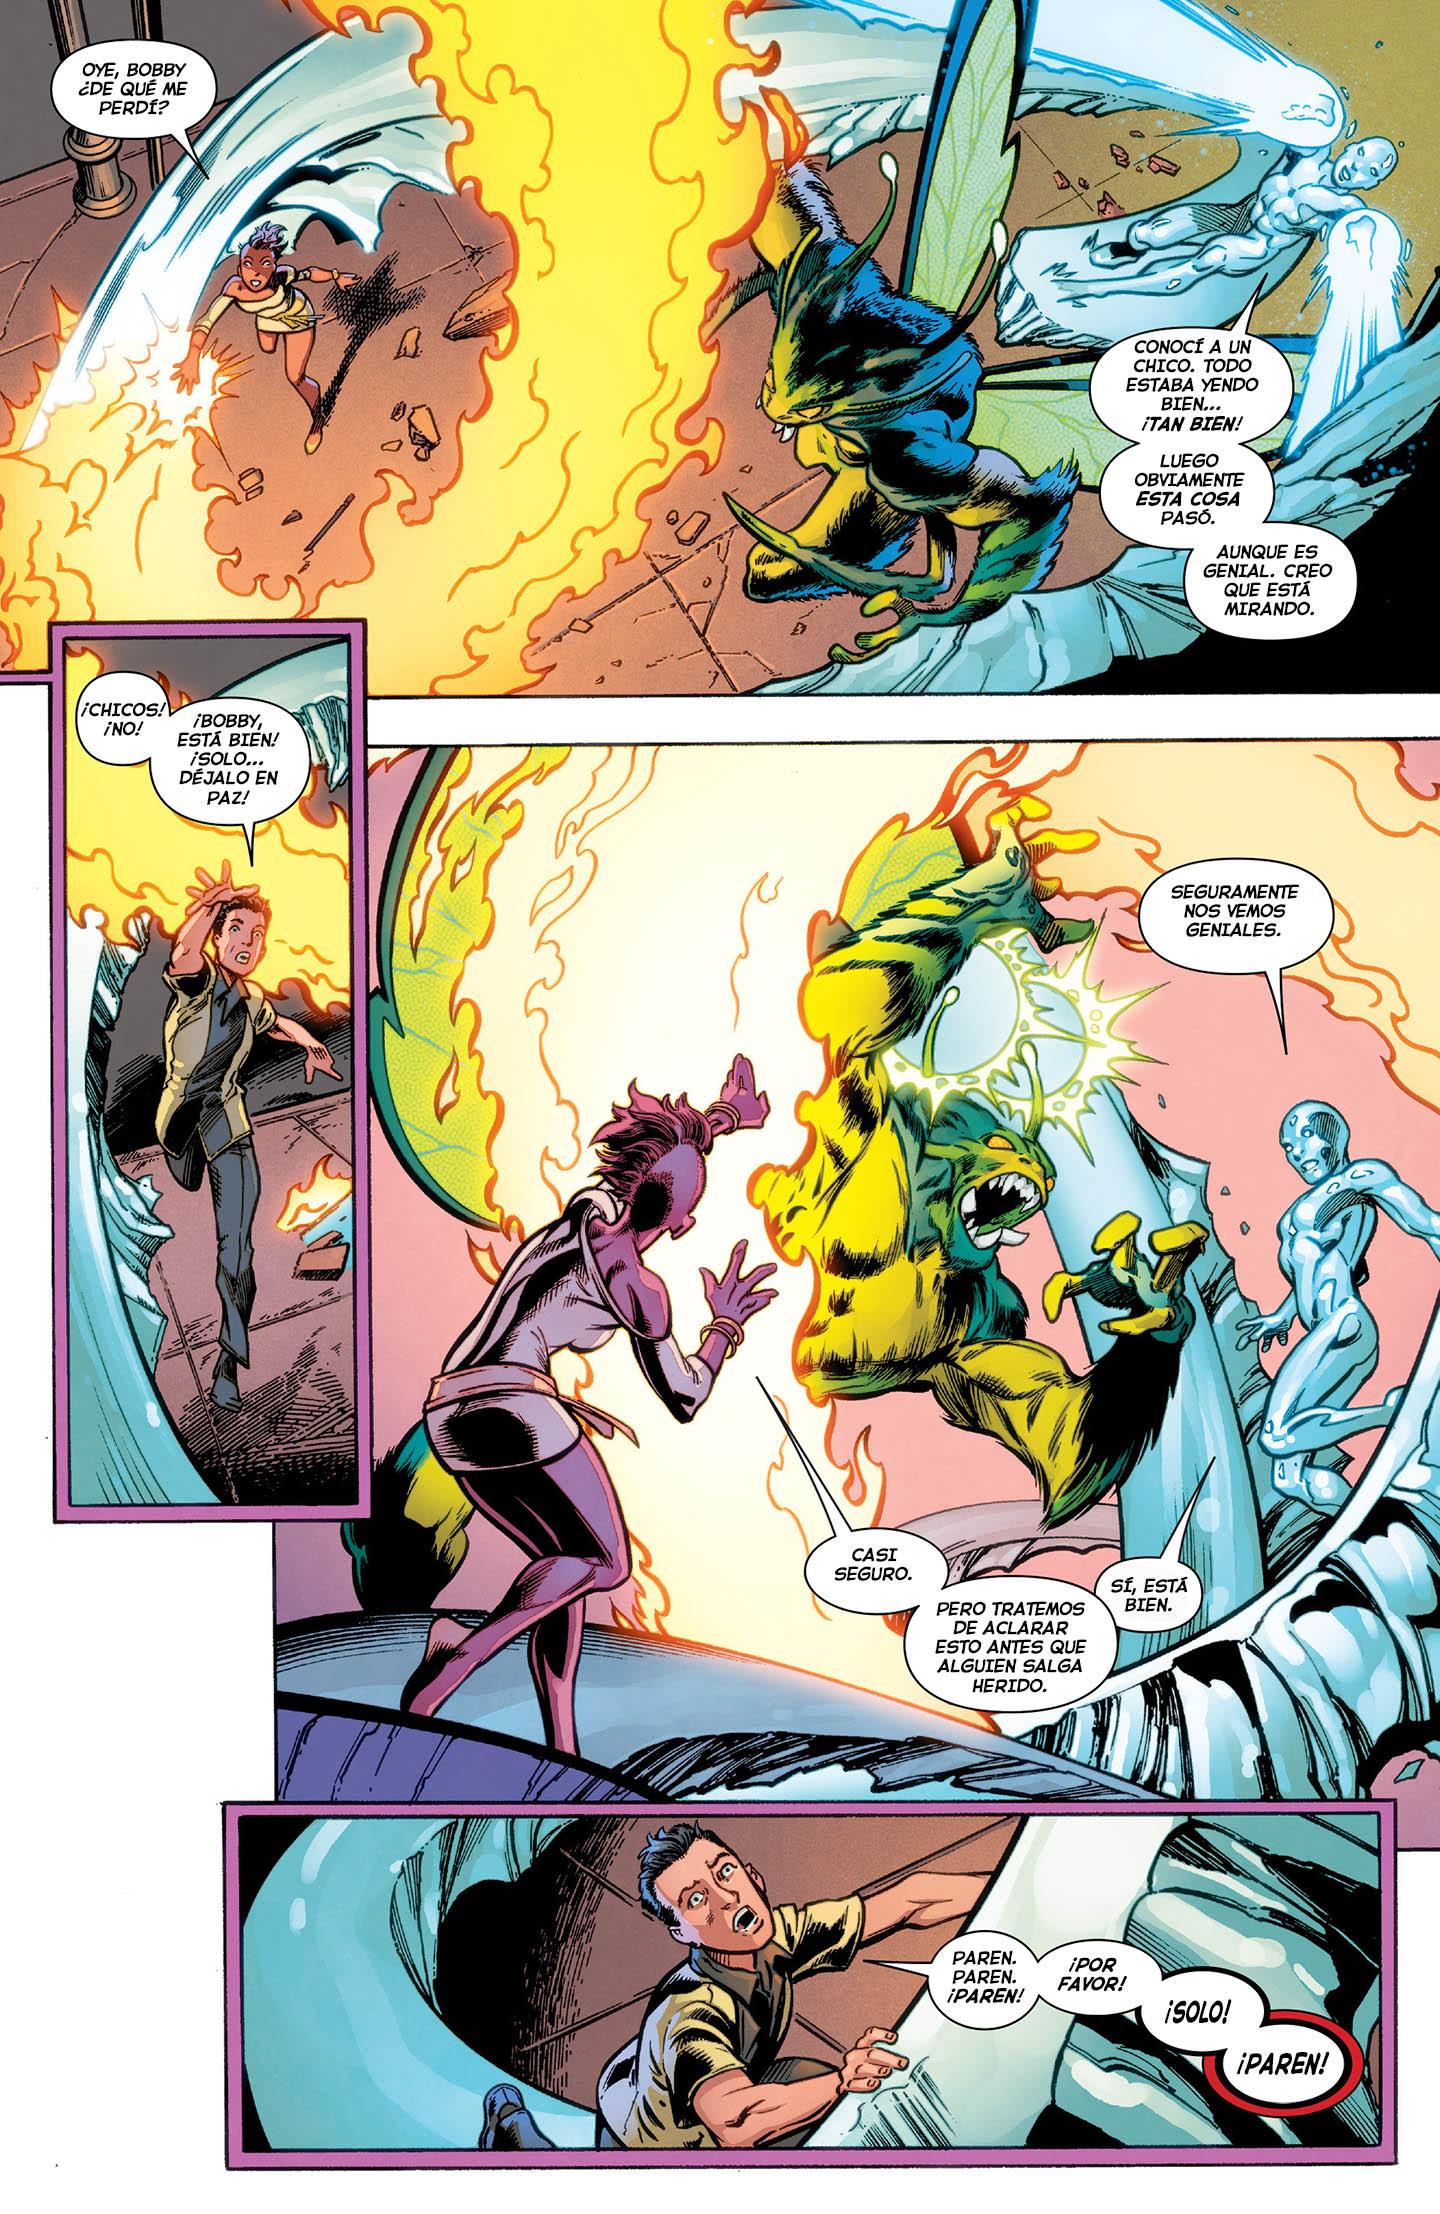 OYE, BOBBY
¿DE QUÉ ME
PERDÍ?
CONOCÍ A UN
CHICO. TODO
ESTABA YENDO
BIEN...
¡TAN BIEN!
LUEGO
OBVIAMENTE
ESTA COSA
PASÓ.
AUNQUE ES
GENIAL. CREO
QUE ESTÁ
MIRANDO.
¡CHICOS!
¡NO!
¡BOBBY,
ESTÁ BIEN!
¡SOLO...
DÉJALO EN
PAZ!
SEGURAMENTE
NOS VEMOS
GENIALES.
CASI
SEGURO.
PERO TRATEMOS
DE ACLARAR
ESTO ANTES QUE
ALGUIEN SALGA
HERIDO.
SÍ, ESTÁ
BIEN.
PAREN.
PAREN.
¡PAREN!
¡POR
FAVOR!
¡SOLO!
¡PAREN!